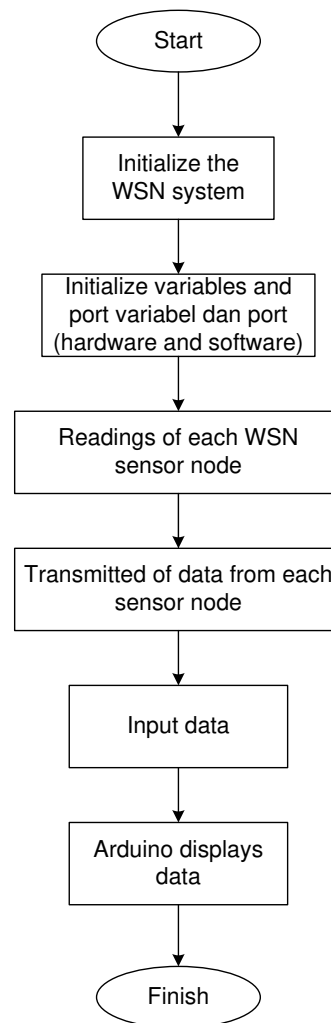 Start
Initialize the
WSN system
Initialize variables and
port variabel dan port
(hardware and software)
Readings of each WSN
sensor node
Transmitted of data from each
sensor node
Input data
Arduino displays
data
Finish